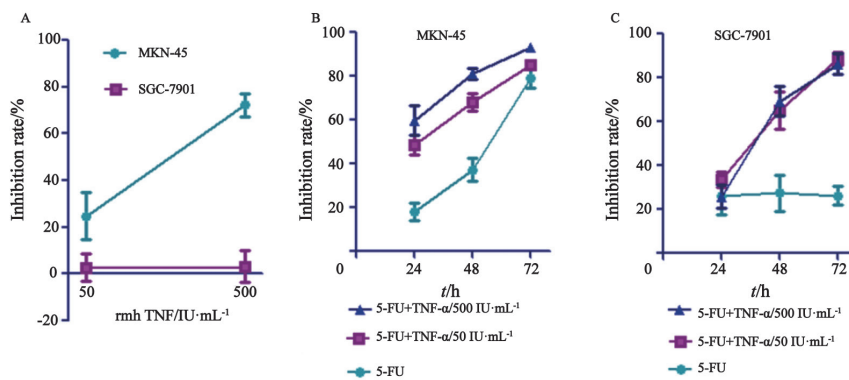 A
100
80
60
40
20
0
-20
Inhibition rate/%
MKN-45
SGC-7901
50
500
rmh TNF/IU·mL⁻¹
B
MKN-45
100
80
60
40
20
0
Inhibition rate/%
24
48
72
t/h
5-FU+TNF-α/500 IU·mL⁻¹
5-FU+TNF-α/50 IU·mL⁻¹
5-FU
C
SGC-7901
100
80
60
40
20
0
Inhibition rate/%
24
48
72
t/h
5-FU+TNF-α/500 IU·mL⁻¹
5-FU+TNF-α/50 IU·mL⁻¹
5-FU